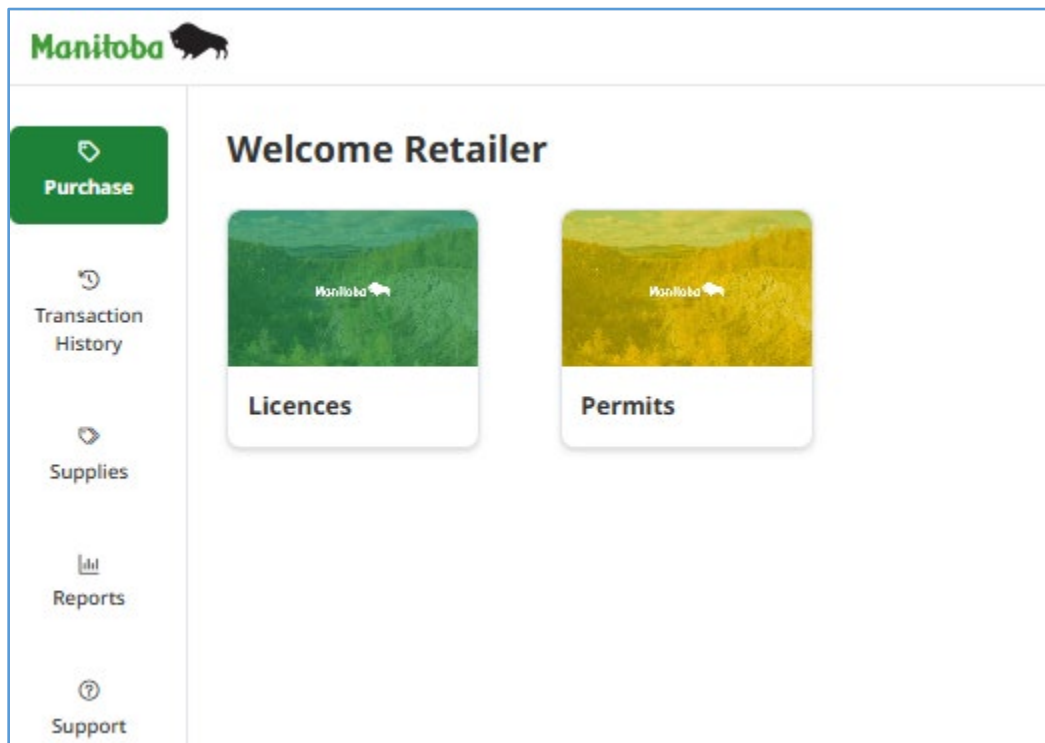 Manitoba
Purchase
Transaction
History
Supplies
Reports
Support
Welcome Retailer
Manitoba
Licences
Manitoba
Permits